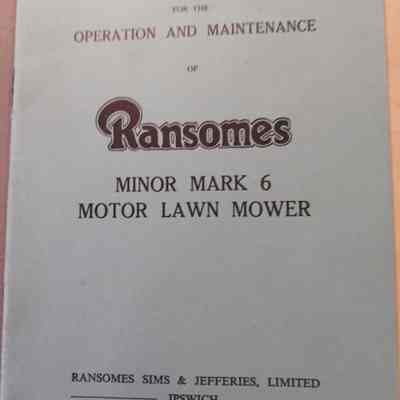 FOR THE
OPERATION AND MAINTENANCE
OF
Ransomes
MINOR MARK 6
MOTOR LAWN MOWER
RANSOMES SIMS & JEFFERIES, LIMITED
IPSWICH